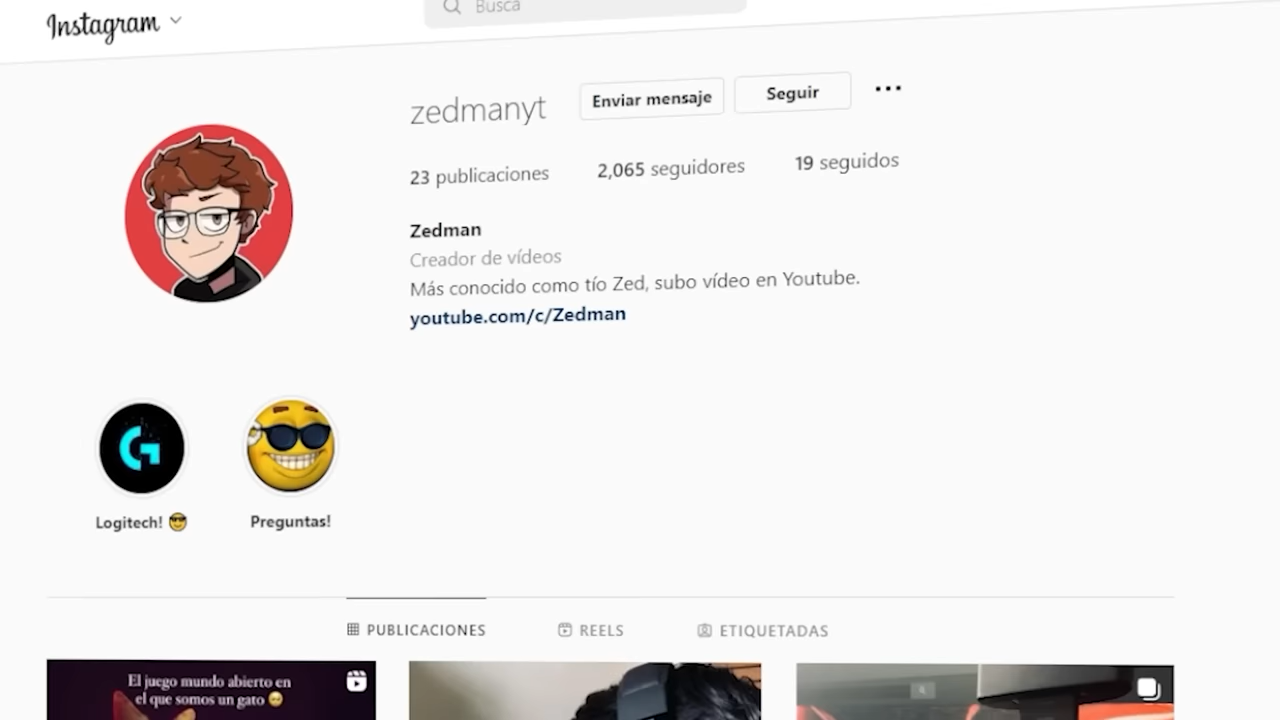 Instagram
Busca
zedmanyt
Enviar mensaje
Seguir
23 publicaciones
2,065 seguidores
19 seguidos
Zedman
Creador de vídeos
Más conocido como tío Zed, subo vídeo en Youtube.
youtube.com/c/Zedman
Logitech! 😎
Preguntas!
PUBLICACIONES
REELS
ETIQUETADAS
El juego mundo abierto en
el que somos un gato 🥺